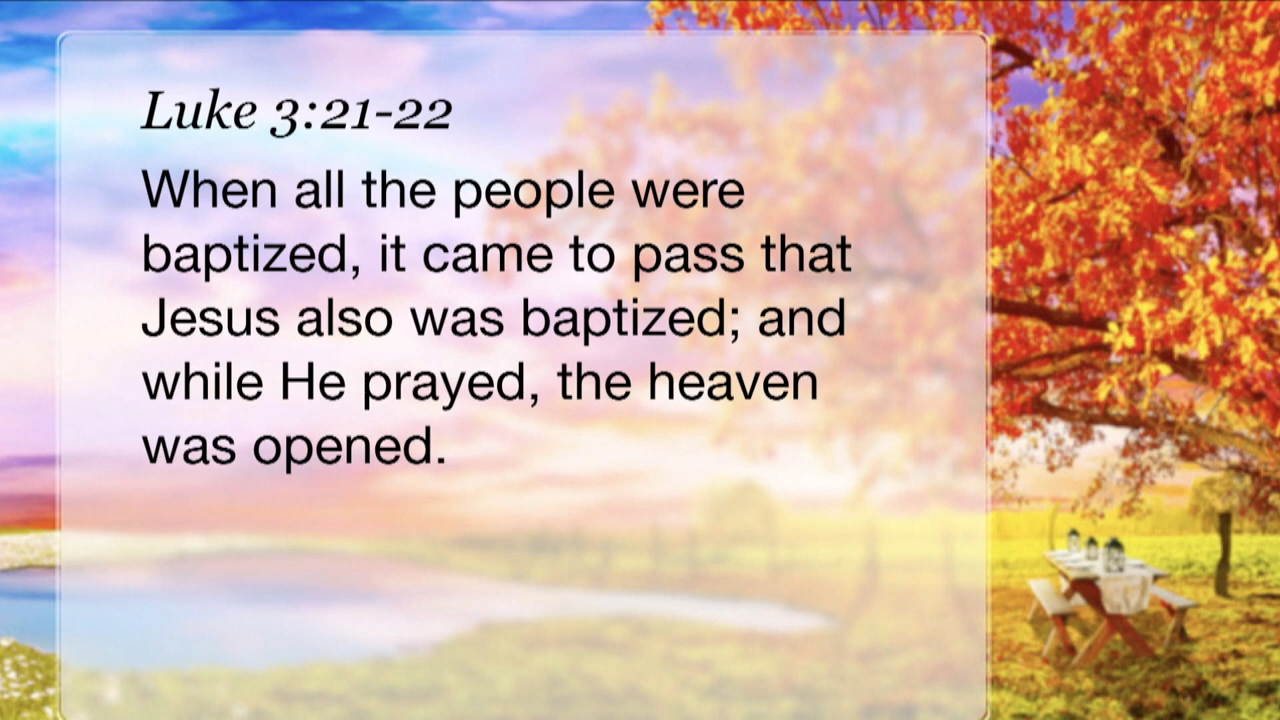 Luke 3:21-22
When all the people were
baptized, it came to pass that
Jesus also was baptized; and
while He prayed, the heaven
was opened.